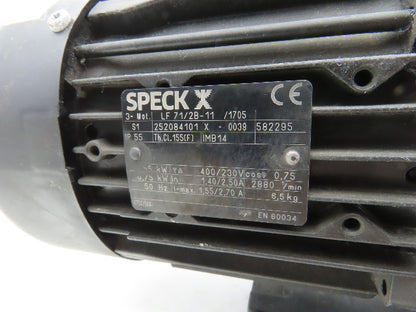 SPECK X CE
3~ Mot. LF 71/2B-11 /1705
S1 252084101 X - 0039 582295
IP 55 Th.Cl.155(F) IMB14
kW 400/230V cosφ 0,75
kW 1,40/2,50A 2880 /min
50 Hz I-max. 1,55/2,70 A 6,5kg
EN 60034